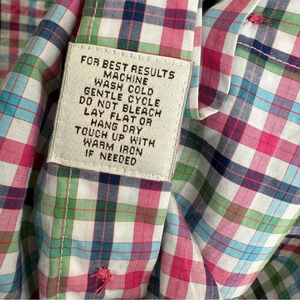 FOR BEST RESULTS
MACHINE
WASH COLD
GENTLE CYCLE
DO NOT BLEACH
LAY FLAT OR
HANG DRY
TOUCH UP WITH
WARM IRON
IF NEEDED